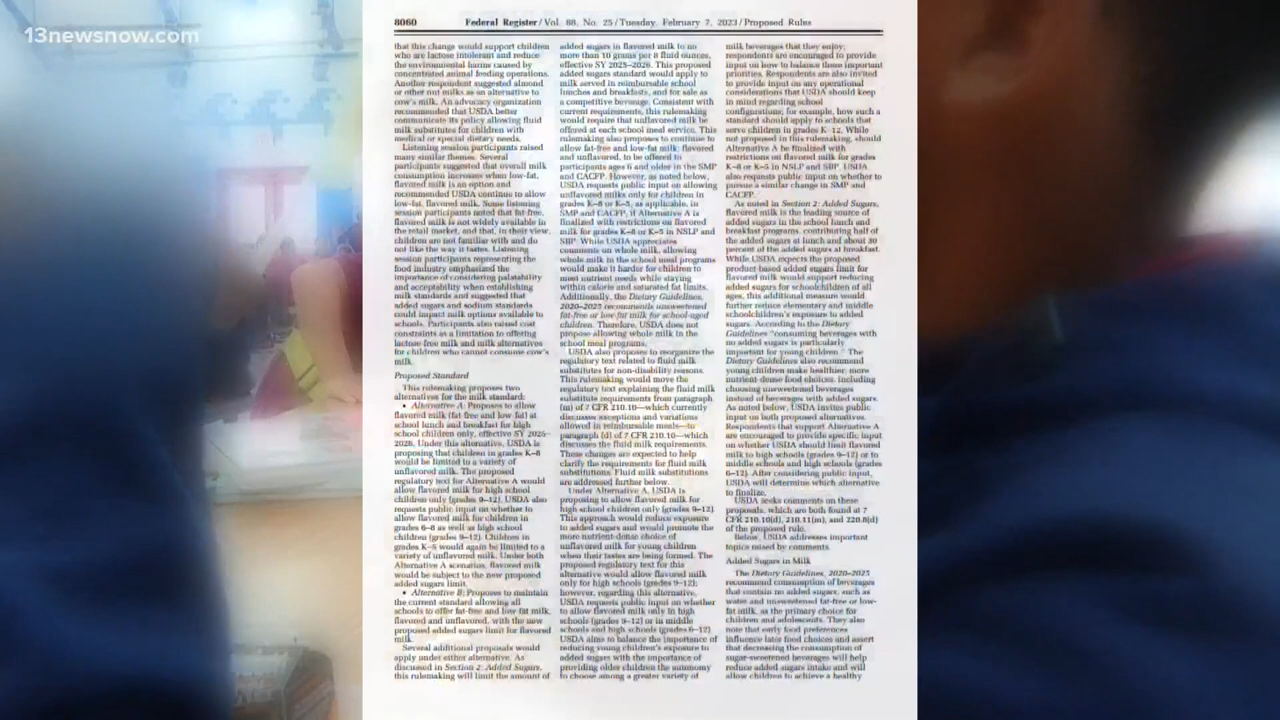 13newsnow.com
8060 Federal Register / Vol. 88, No. 25 / Tuesday, February 7, 2023 / Proposed Rules
that this change would support children
who are lactose intolerant and reduce
the environmental harms caused by
concentrated animal feeding operations.
Another respondent suggested almond
or other nut milks as an alternative to
cow's milk. An advocacy organization
recommended that USDA better
communicate its policy allowing fluid
milk substitutes for children with
medical or special dietary needs.
Listening session participants raised
many similar themes. Several
participants suggested that overall milk
consumption increases when low-fat,
flavored milk is an option and
recommended USDA continue to allow
low-fat, flavored milk. Some listening
session participants noted that fat-free,
flavored milk is not widely available in
the retail market, and that, in their view,
children are not familiar with and do
not like the way it tastes. Listening
session participants representing the
food industry emphasized the
importance of considering palatability
and acceptability when establishing
milk standards and suggested that
added sugars and sodium standards
could impact milk options available to
schools. Participants also raised cost
constraints as a limitation to offering
lactose-free milk and milk alternatives
for children who cannot consume cow's
milk.
Proposed Standard
This rulemaking proposes two
alternatives for the milk standard:
• Alternative A: Proposes to allow
flavored milk (fat-free and low-fat) at
school lunch and breakfast for high
school children only, effective SY 2025–
2026. Under this alternative, USDA is
proposing that children in grades K–8
would be limited to a variety of
unflavored milk. The proposed
regulatory text for Alternative A would
allow flavored milk for high school
children only (grades 9–12). USDA also
requests public input on whether to
allow flavored milk for children in
grades 6–8 as well as high school
children (grades 9–12). Children in
grades K–5 would again be limited to a
variety of unflavored milk. Under both
Alternative A scenarios, flavored milk
would be subject to the new proposed
added sugars limit.
• Alternative B: Proposes to maintain
the current standard allowing all
schools to offer fat-free and low-fat milk,
flavored and unflavored, with the new
proposed added sugars limit for flavored
milk.
Several additional proposals would
apply under either alternative. As
discussed in Section 2: Added Sugars,
this rulemaking will limit the amount of
added sugars in flavored milk to no
more than 10 grams per 8 fluid ounces,
effective SY 2025–2026. This proposed
added sugars standard would apply to
milk served in reimbursable school
lunches and breakfasts, and for sale as
a competitive beverage. Consistent with
current requirements, this rulemaking
would require that unflavored milk be
offered at each school meal service. This
rulemaking also proposes to continue to
allow fat-free and low-fat milk, flavored
and unflavored, to be offered to
participants ages 6 and older in the SMP
and CACFP. However, as noted below,
USDA requests public input on allowing
unflavored milks only for children in
grades K–8 or K–5, as applicable, in
SMP and CACFP, if Alternative A is
finalized with restrictions on flavored
milk for grades K–8 or K–5 in NSLP and
SBP. While USDA appreciates
comments on whole milk, allowing
whole milk in the school meal programs
would make it harder for children to
meet nutrient needs while staying
within calorie and saturated fat limits.
Additionally, the Dietary Guidelines,
2020–2025 recommends unsweetened
fat-free or low-fat milk for school-aged
children. Therefore, USDA does not
propose allowing whole milk in the
school meal programs.
USDA also proposes to reorganize the
regulatory text related to fluid milk
substitutes for non-disability reasons.
This rulemaking would move the
regulatory text explaining the fluid milk
substitute requirements from paragraph
(m) of 7 CFR 210.10—which currently
discusses exceptions and variations
allowed in reimbursable meals—to
paragraph (d) of 7 CFR 210.10—which
discusses the fluid milk requirements.
These changes are expected to help
clarify the requirements for fluid milk
substitutions. Fluid milk substitutions
are addressed further below.
Under Alternative A, USDA is
proposing to allow flavored milk for
high school children only (grades 9–12).
This approach would reduce exposure
to added sugars and would promote the
more nutrient-dense choice of
unflavored milk for young children
when their tastes are being formed. The
proposed regulatory text for this
alternative would allow flavored milk
only for high schools (grades 9–12);
however, regarding this alternative,
USDA requests public input on whether
to allow flavored milk only in high
schools (grades 9–12) or in middle
schools and high schools (grades 6–12).
USDA aims to balance the importance of
reducing young children's exposure to
added sugars with the importance of
providing older children the autonomy
to choose among a greater variety of
milk beverages that they enjoy;
respondents are encouraged to provide
input on how to balance these important
priorities. Respondents are also invited
to provide input on any operational
considerations that USDA should keep
in mind regarding school
configurations; for example, how such a
standard should apply to schools that
serve children in grades K–12. While
not proposed in this rulemaking, should
Alternative A be finalized with
restrictions on flavored milk for grades
K–8 or K–5 in NSLP and SBP, USDA
also requests public input on whether to
pursue a similar change in SMP and
CACFP.
As noted in Section 2: Added Sugars,
flavored milk is the leading source of
added sugars in the school lunch and
breakfast programs, contributing half of
the added sugars at lunch and about 30
percent of the added sugars at breakfast.
While USDA expects the proposed
product-based added sugars limit for
flavored milk would support reducing
added sugars for schoolchildren of all
ages, this additional measure would
further reduce elementary and middle
schoolchildren's exposure to added
sugars. According to the Dietary
Guidelines "consuming beverages with
no added sugars is particularly
important for young children." The
Dietary Guidelines also recommend
young children make healthier, more
nutrient-dense food choices, including
choosing unsweetened beverages
instead of beverages with added sugars.
As noted below, USDA invites public
input on both proposed alternatives.
Respondents that support Alternative A
are encouraged to provide specific input
on whether USDA should limit flavored
milk to high schools (grades 9–12) or to
middle schools and high schools (grades
6–12). After considering public input,
USDA will determine which alternative
to finalize.
USDA seeks comments on these
proposals, which are both found at 7
CFR 210.10(d), 210.11(m), and 220.8(d)
of the proposed rule.
Below, USDA addresses important
topics raised by comments.
Added Sugars in Milk
The Dietary Guidelines, 2020–2025
recommend consumption of beverages
that contain no added sugars, such as
water and unsweetened fat-free or low-
fat milk, as the primary choice for
children and adolescents. They also
note that early food preferences
influence later food choices and assert
that decreasing the consumption of
sugar-sweetened beverages will help
reduce added sugars intake and will
allow children to achieve a healthy